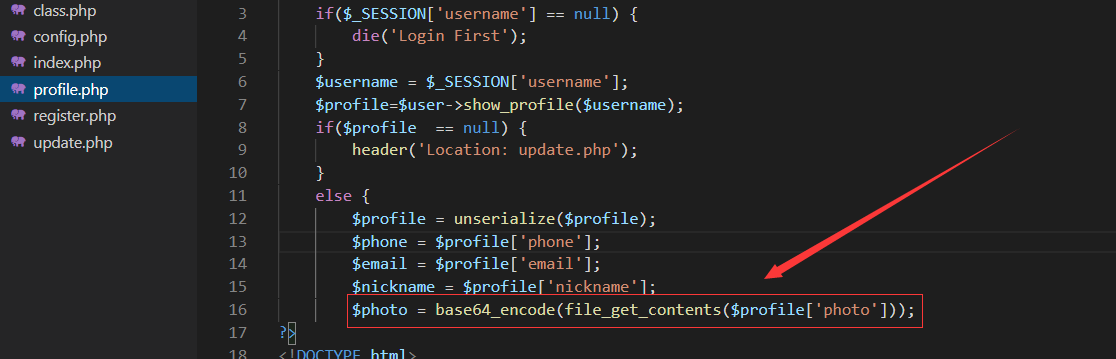 class.php
config.php
index.php
profile.php
register.php
update.php
3 if($_SESSION['username'] == null) {
4 die('Login First');
5 }
6 $username = $_SESSION['username'];
7 $profile=$user->show_profile($username);
8 if($profile  == null) {
9 header('Location: update.php');
10 }
11 else {
12 $profile = unserialize($profile);
13 $phone = $profile['phone'];
14 $email = $profile['email'];
15 $nickname = $profile['nickname'];
16 $photo = base64_encode(file_get_contents($profile['photo']));
17 ?>
18 <!DOCTYPE html>